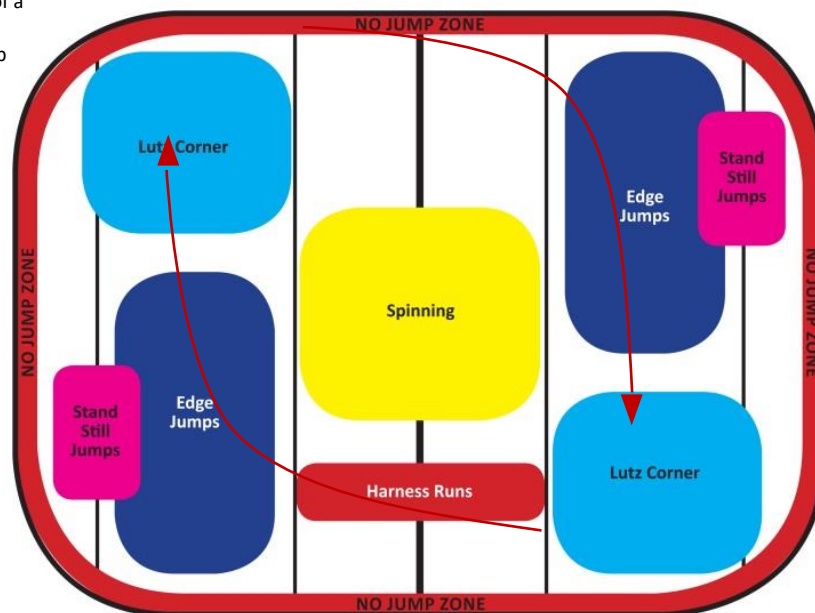 a
NO JUMP ZONE
Lutz Corner
Stand
Still
Jumps
Edge
Jumps
NO JUMP ZONE
NO JUMP ZONE
Spinning
Edge
Jumps
Stand
Still
Jumps
Lutz Corner
Harness Runs
NO JUMP ZONE